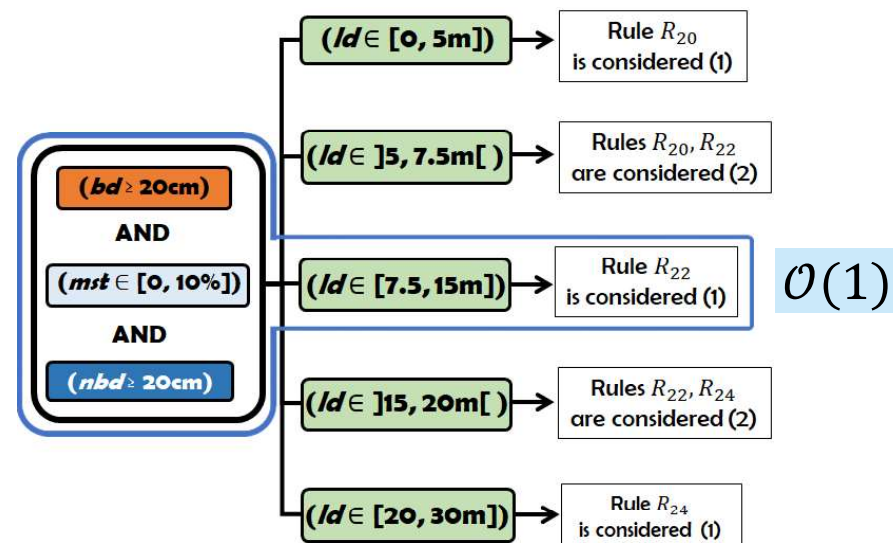 (bd ≥ 20cm)
AND
(mst ∈ [0, 10%])
AND
(nbd ≥ 20cm)
(ld ∈ [0, 5m])
Rule R₂₀
is considered (1)
(ld ∈ ]5, 7.5m[ )
Rules R₂₀, R₂₂
are considered (2)
(ld ∈ [7.5, 15m])
Rule R₂₂
is considered (1)
𝒪(1)
(ld ∈ ]15, 20m[ )
Rules R₂₂, R₂₄
are considered (2)
(ld ∈ [20, 30m])
Rule R₂₄
is considered (1)